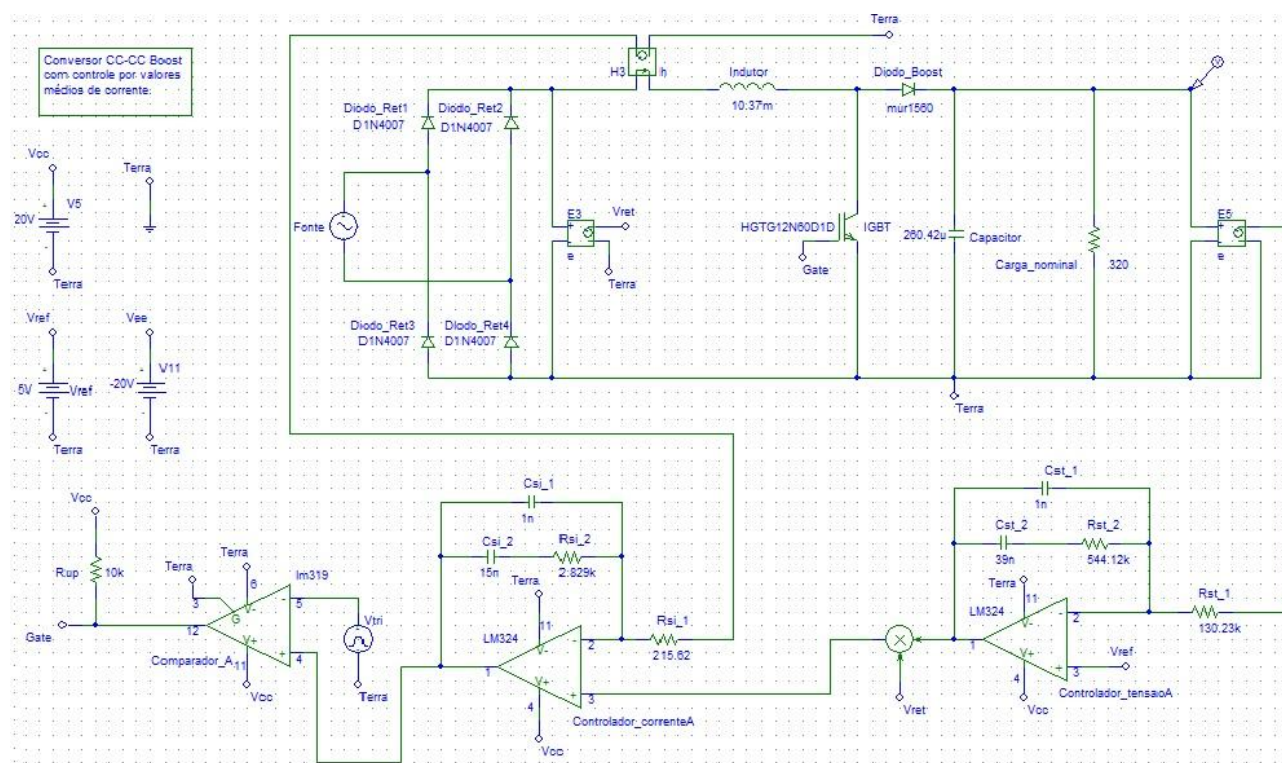 Conversor CC-CC Boost
com controle por valores
médios de corrente.
Terra
H3
h
Indutor
10.37m
Diodo_Boost
mur1560
V
Diodo_Ret1
D1N4007
Diodo_Ret2
D1N4007
Vcc
20V
V5
Terra
Terra
Fonte
E3
Vret
e
Terra
HGTG12N60D1D
IGBT
Gate
260.42u
Capacitor
Carga_nominal
320
E5
e
Diodo_Ret3
D1N4007
Diodo_Ret4
D1N4007
Terra
Vref
5V
Vref
Terra
Vee
-20V
V11
Terra
Vcc
Rup
10k
Gate
Terra
3
Terra
6
lm319
V-
G
V+
5
4
12
11
Comparador_A
Vcc
Vtri
Terra
Csi_1
1n
Csi_2
15n
Rsi_2
2.829k
Terra
11
LM324
V-
V+
2
3
1
4
Rsi_1
215.62
Controlador_correnteA
Vcc
Vret
Cst_1
1n
Cst_2
39n
Rst_2
544.12k
Terra
11
LM324
V-
V+
2
3
1
4
Rst_1
130.23k
Vref
Controlador_tensaoA
Vcc